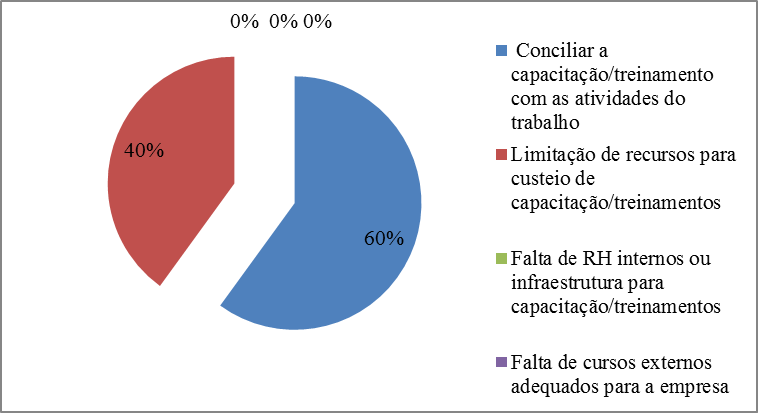 0% 0% 0%
40%
60%
Conciliar a
capacitação/treinamento
com as atividades do
trabalho
Limitação de recursos para
custeio de
capacitação/treinamentos
Falta de RH internos ou
infraestrutura para
capacitação/treinamentos
Falta de cursos externos
adequados para a empresa